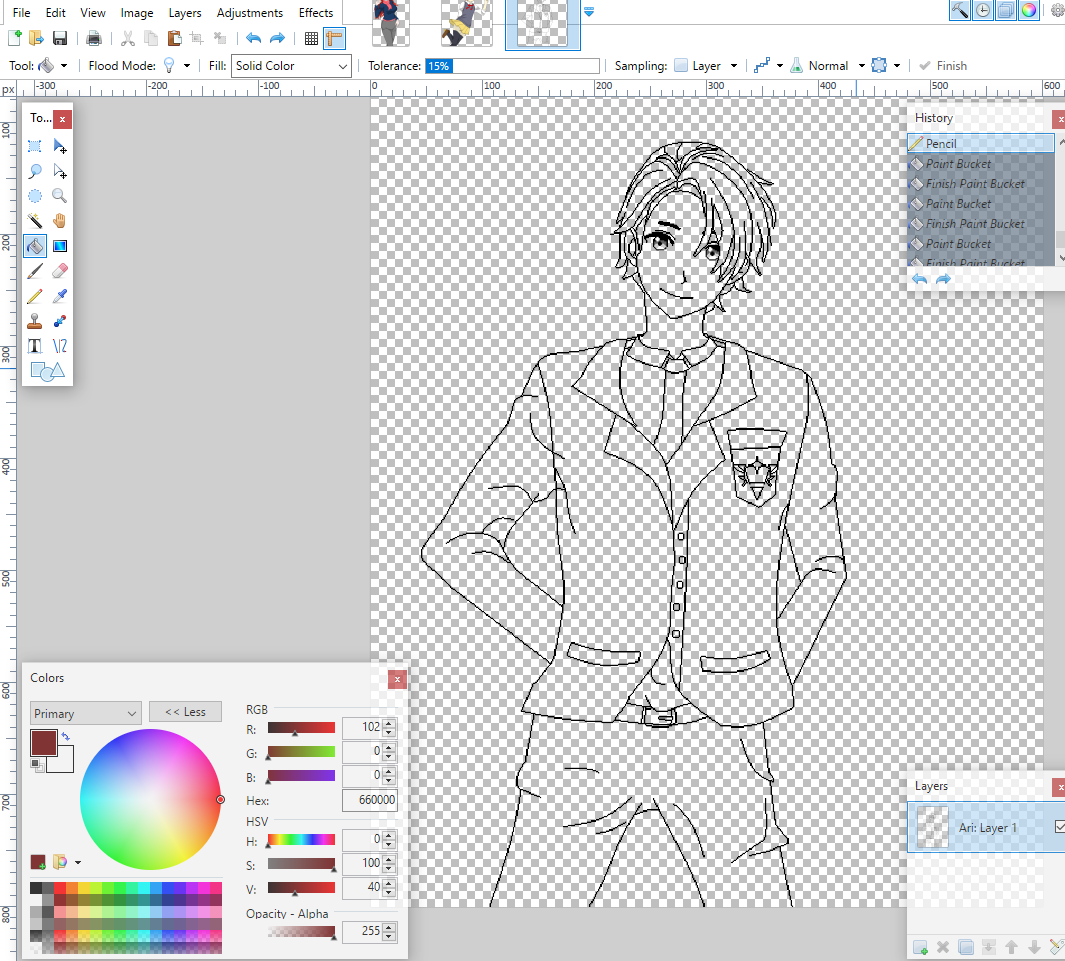 File Edit View Image Layers Adjustments Effects
Tool: Flood Mode: Fill: Solid Color Tolerance: 15% Sampling: Layer Normal Finish
px -300 -200 -100 0 100 200 300 400 500 600
To... x
100
200
300
400
500
600
700
800
History x
Pencil
Paint Bucket
Finish Paint Bucket
Paint Bucket
Finish Paint Bucket
Paint Bucket
Finish Paint Bucket
T
Colors x
Primary << Less
RGB
R: 102
G: 0
B: 0
Hex: 660000
HSV
H: 0
S: 100
V: 40
Opacity - Alpha
255
Layers x
Ari: Layer 1